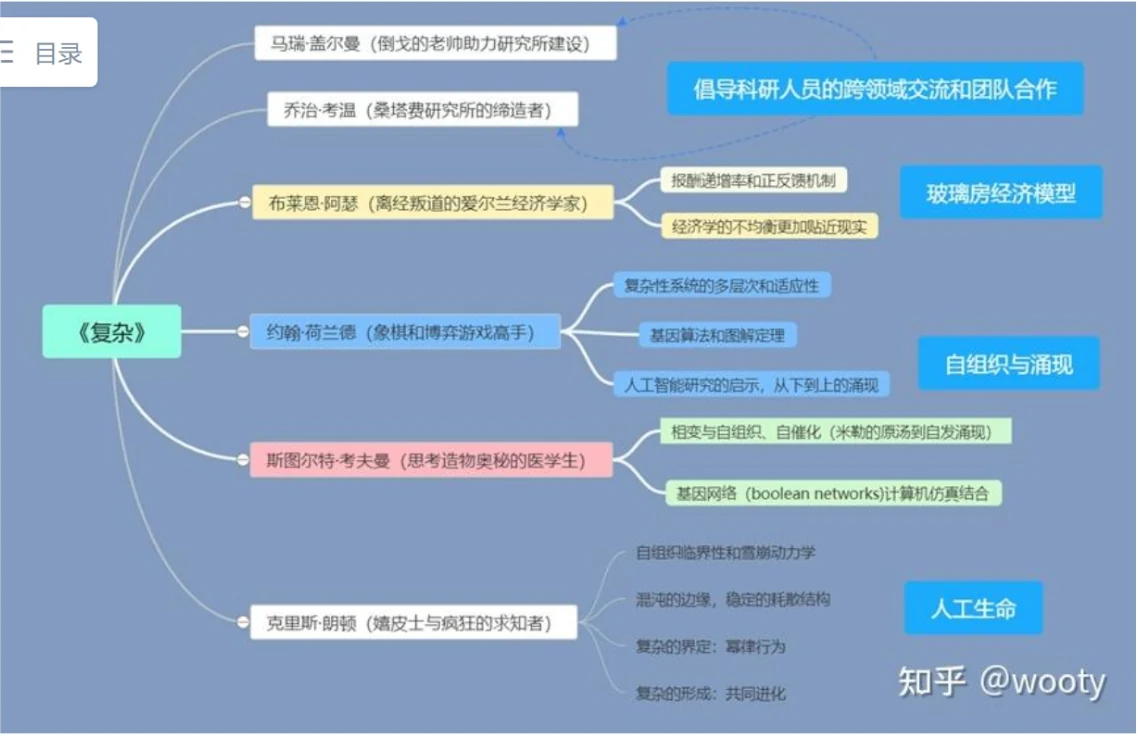 目录
马瑞·盖尔曼（倒戈的老帅助力研究所建设）
倡导科研人员的跨领域交流和团队合作
乔治·考温（桑塔费研究所的缔造者）
布莱恩·阿瑟（离经叛道的爱尔兰经济学家）
报酬递增率和正反馈机制
经济学的不均衡更加贴近现实
玻璃房经济模型
《复杂》
约翰·荷兰德（象棋和博弈游戏高手）
复杂性系统的多层次和适应性
基因算法和图解定理
人工智能研究的启示，从下到上的涌现
自组织与涌现
斯图尔特·考夫曼（思考造物奥秘的医学生）
相变与自组织、自催化（米勒的原汤到自发涌现）
基因网络（boolean networks)计算机仿真结合
克里斯·朗顿（嬉皮士与疯狂的求知者）
自组织临界性和雪崩动力学
混沌的边缘，稳定的耗散结构
复杂的界定：幂律行为
复杂的形成：共同进化
人工生命
知乎 @wooty